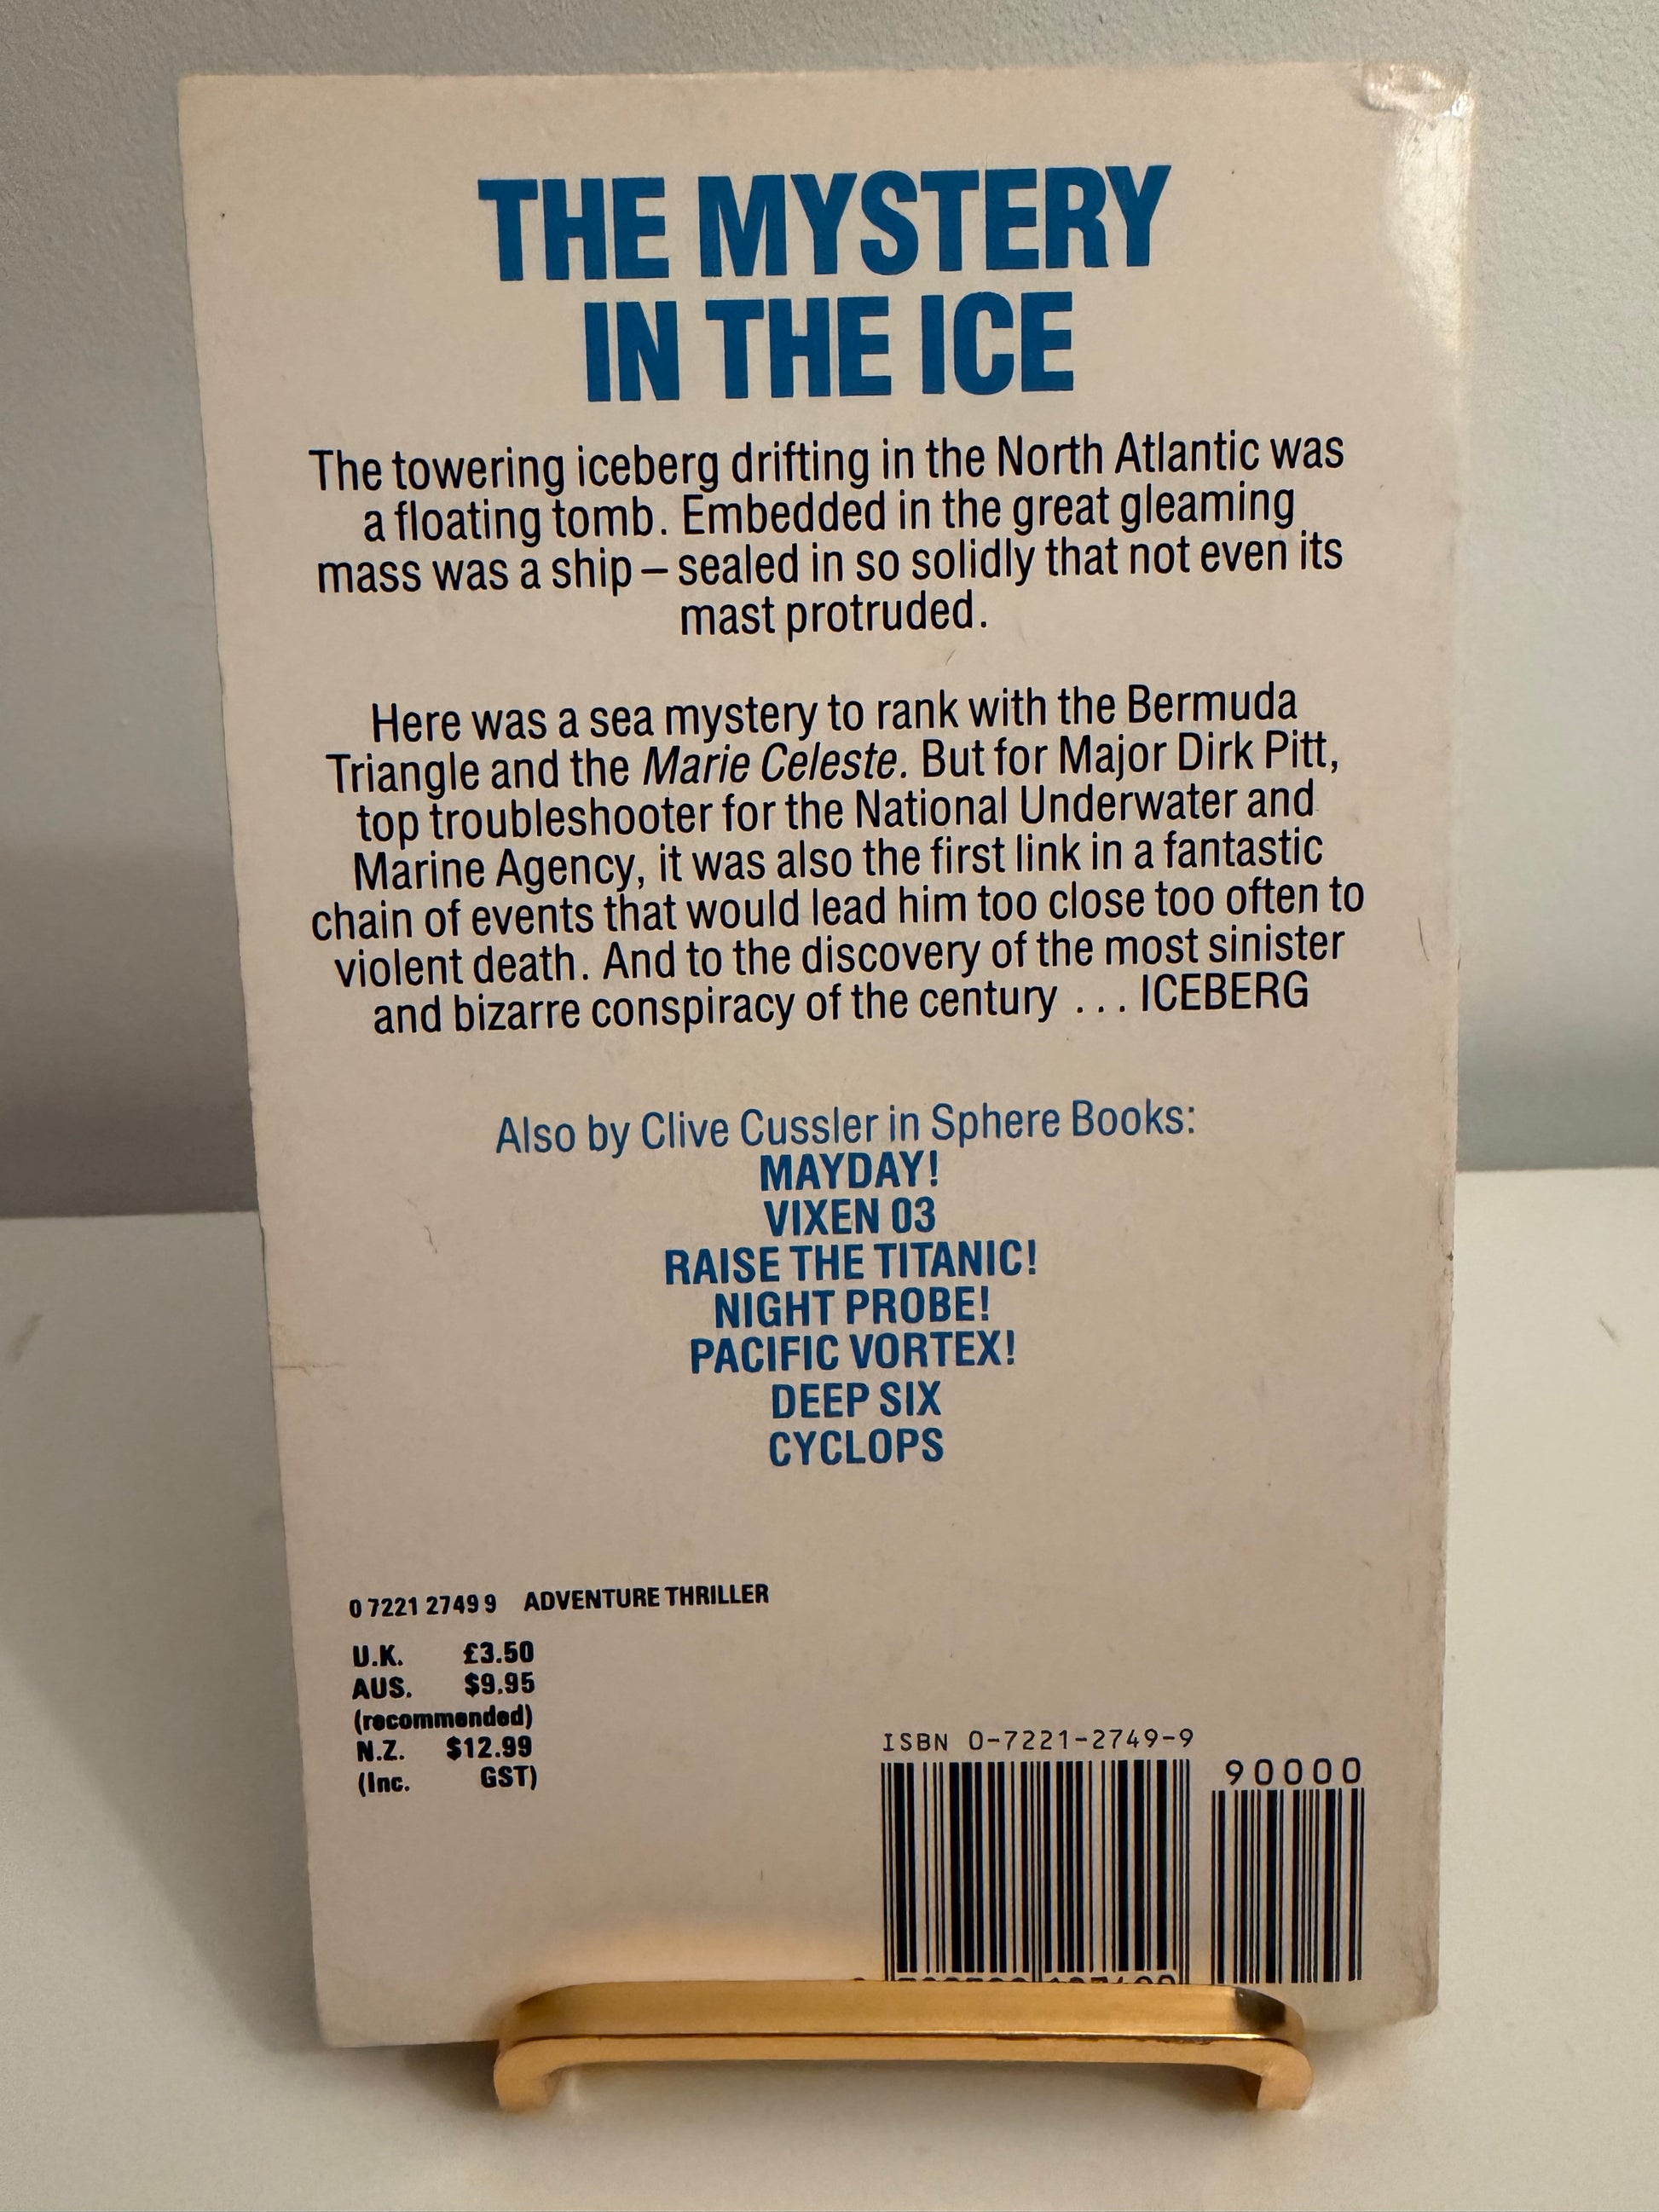 THE MYSTERY
IN THE ICE
The towering iceberg drifting in the North Atlantic was
a floating tomb. Embedded in the great gleaming
mass was a ship – sealed in so solidly that not even its
mast protruded.
Here was a sea mystery to rank with the Bermuda
Triangle and the Marie Celeste. But for Major Dirk Pitt,
top troubleshooter for the National Underwater and
Marine Agency, it was also the first link in a fantastic
chain of events that would lead him too close too often to
violent death. And to the discovery of the most sinister
and bizarre conspiracy of the century . . . ICEBERG
Also by Clive Cussler in Sphere Books:
MAYDAY!
VIXEN 03
RAISE THE TITANIC!
NIGHT PROBE!
PACIFIC VORTEX!
DEEP SIX
CYCLOPS
0 7221 2749 9 ADVENTURE THRILLER
U.K. £3.50
AUS. $9.95
(recommended)
N.Z. $12.99
(Inc. GST)
ISBN 0-7221-2749-9
90000